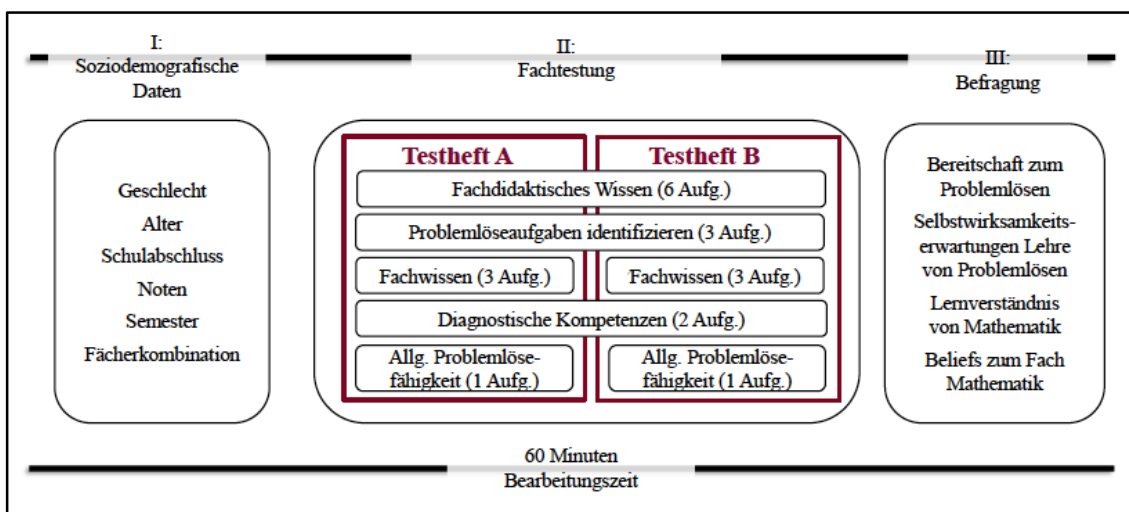 I:
Soziodemografische
Daten
II:
Fachtestung
III:
Befragung
Geschlecht
Alter
Schulabschluss
Noten
Semester
Fächerkombination
Testheft A
Testheft B
Fachdidaktisches Wissen (6 Aufg.)
Problemlöseaufgaben identifizieren (3 Aufg.)
Fachwissen (3 Aufg.)
Fachwissen (3 Aufg.)
Diagnostische Kompetenzen (2 Aufg.)
Allg. Problemlöse-
fähigkeit (1 Aufg.)
Allg. Problemlöse-
fähigkeit (1 Aufg.)
Bereitschaft zum
Problemlösen
Selbstwirksamkeits-
erwartungen Lehre
von Problemlösen
Lernverständnis
von Mathematik
Beliefs zum Fach
Mathematik
60 Minuten
Bearbeitungszeit